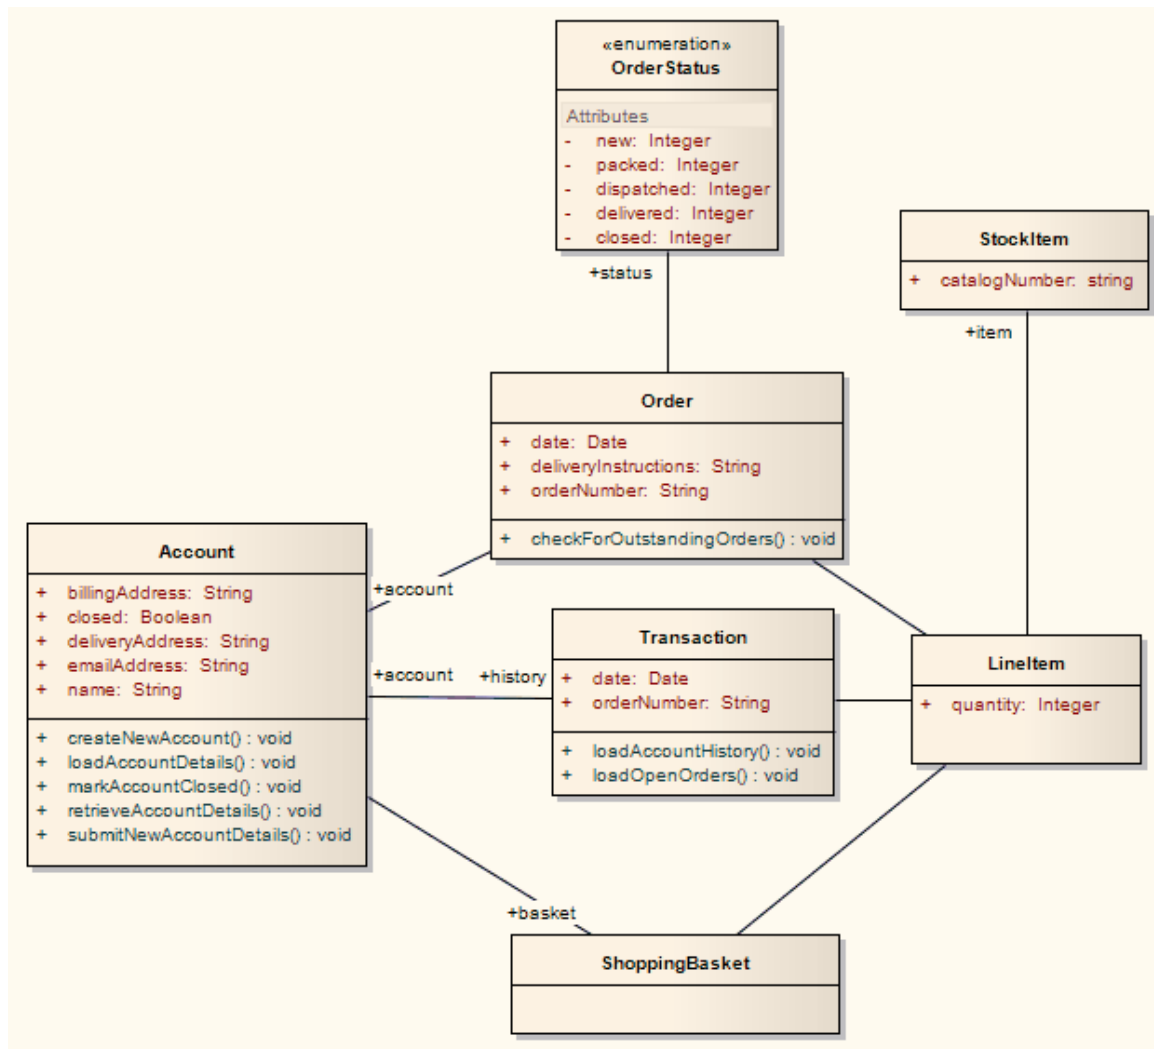 «enumeration»
OrderStatus
Attributes
- new: Integer
- packed: Integer
- dispatched: Integer
- delivered: Integer
- closed: Integer
+status
StockItem
+ catalogNumber: string
+item
Order
+ date: Date
+ deliveryInstructions: String
+ orderNumber: String
+ checkForOutstandingOrders() : void
Account
+ billingAddress: String
+ closed: Boolean
+ deliveryAddress: String
+ emailAddress: String
+ name: String
+ createNewAccount() : void
+ loadAccountDetails() : void
+ markAccountClosed() : void
+ retrieveAccountDetails() : void
+ submitNewAccountDetails() : void
+account
+account
+history
Transaction
+ date: Date
+ orderNumber: String
+ loadAccountHistory() : void
+ loadOpenOrders() : void
LineItem
+ quantity: Integer
+basket
ShoppingBasket